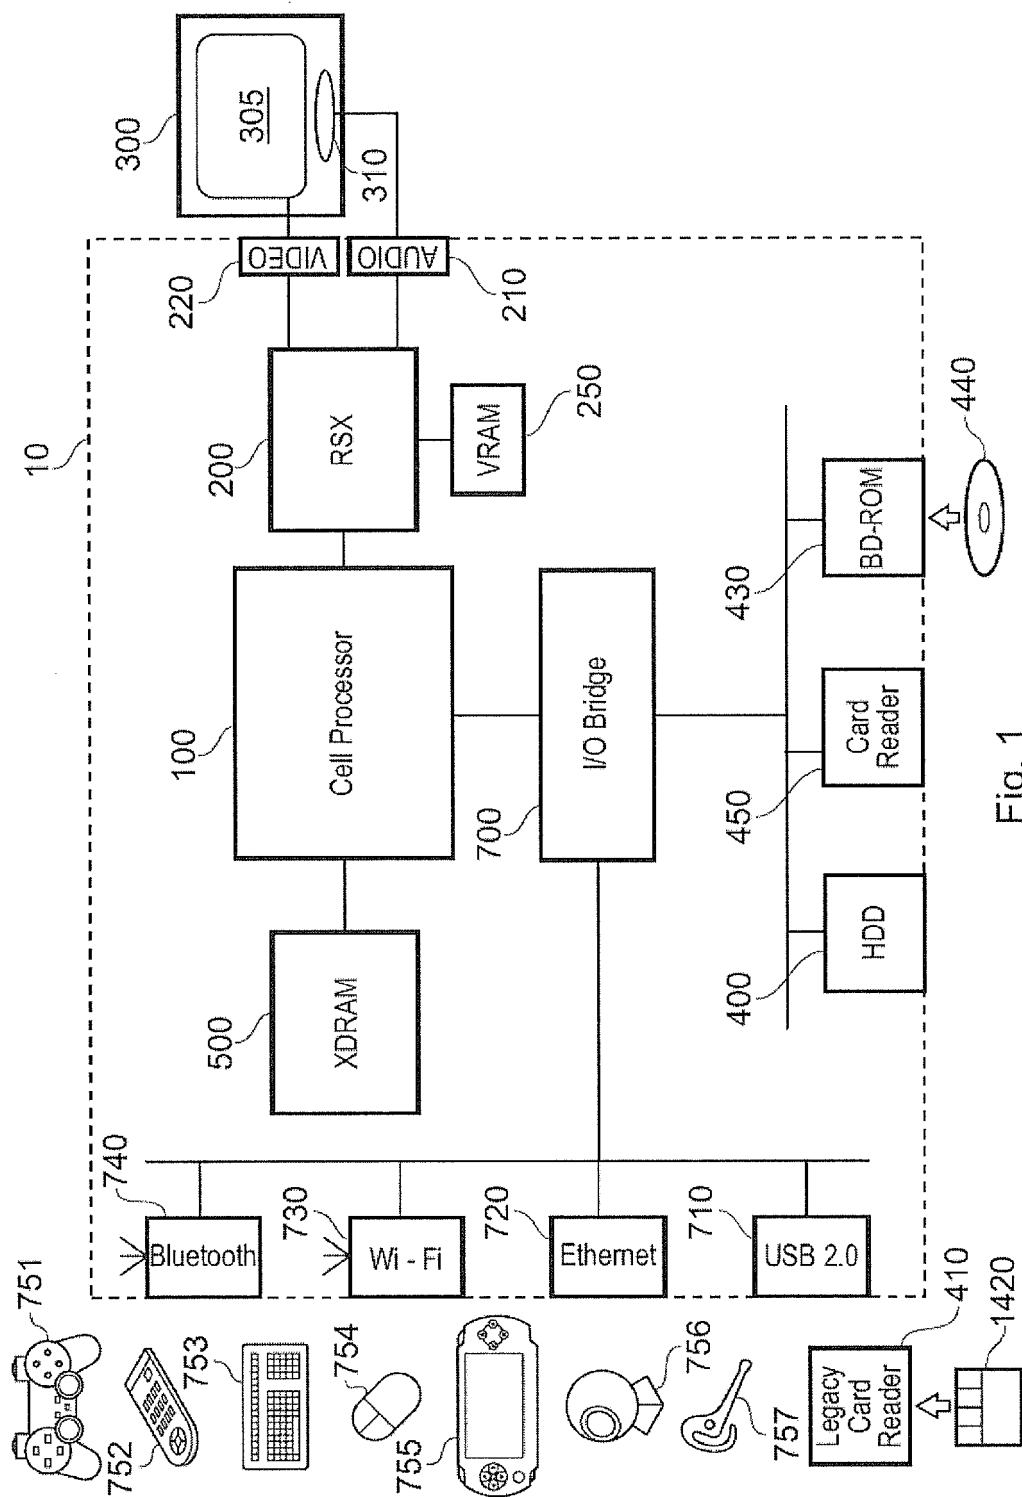 10
300
305
310
220
VIDEO
AUDIO
210
200
RSX
VRAM
250
100
Cell Processor
500
XDRAM
700
I/O Bridge
740
Bluetooth
730
Wi - Fi
720
Ethernet
710
USB 2.0
400
HDD
450
Card
Reader
430
BD-ROM
440
751
752
753
754
755
756
757
410
Legacy
Card
Reader
1420
Fig. 1